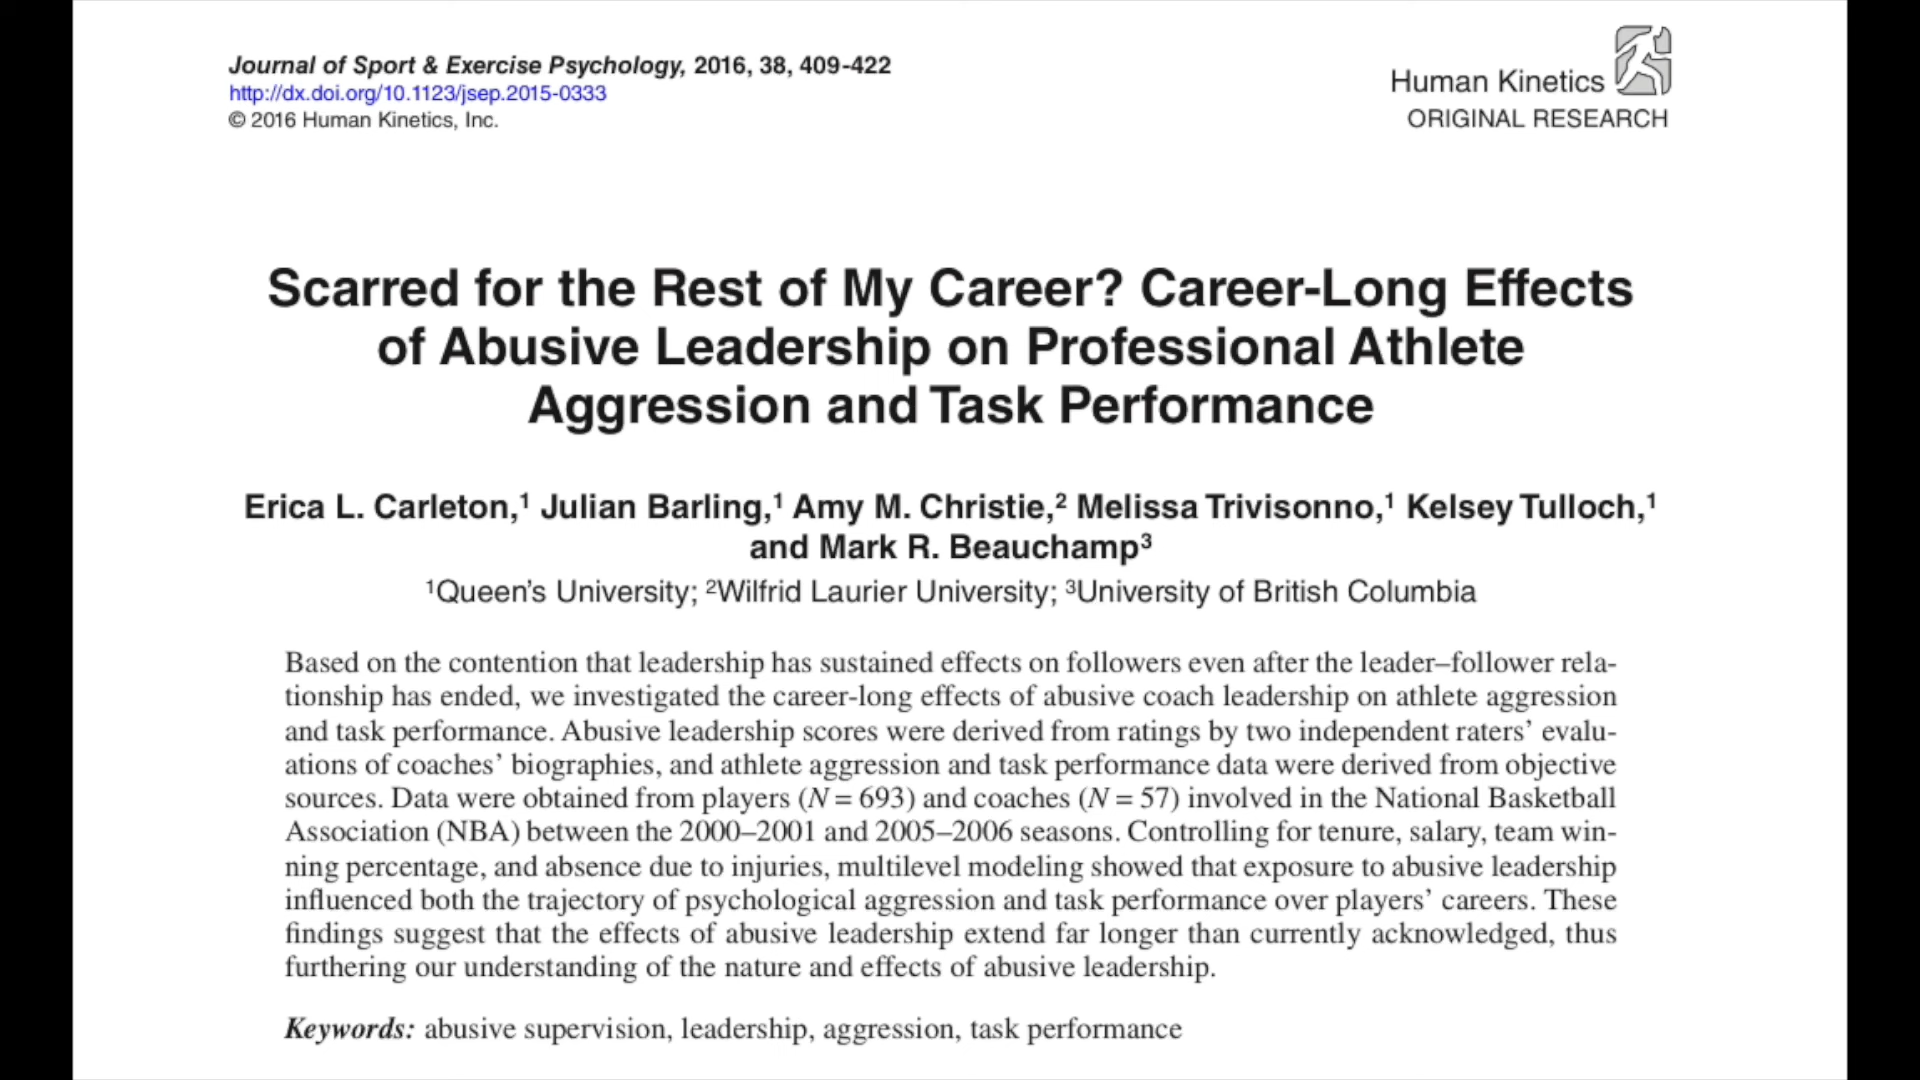 Journal of Sport & Exercise Psychology, 2016, 38, 409-422
http://dx.doi.org/10.1123/jsep.2015-0333
© 2016 Human Kinetics, Inc.
Human Kinetics
ORIGINAL RESEARCH
Scarred for the Rest of My Career? Career-Long Effects
of Abusive Leadership on Professional Athlete
Aggression and Task Performance
Erica L. Carleton,¹ Julian Barling,¹ Amy M. Christie,² Melissa Trivisonno,¹ Kelsey Tulloch,¹
and Mark R. Beauchamp³
¹Queen’s University; ²Wilfrid Laurier University; ³University of British Columbia
Based on the contention that leadership has sustained effects on followers even after the leader–follower rela-
tionship has ended, we investigated the career-long effects of abusive coach leadership on athlete aggression
and task performance. Abusive leadership scores were derived from ratings by two independent raters’ evalu-
ations of coaches’ biographies, and athlete aggression and task performance data were derived from objective
sources. Data were obtained from players (N = 693) and coaches (N = 57) involved in the National Basketball
Association (NBA) between the 2000–2001 and 2005–2006 seasons. Controlling for tenure, salary, team win-
ning percentage, and absence due to injuries, multilevel modeling showed that exposure to abusive leadership
influenced both the trajectory of psychological aggression and task performance over players’ careers. These
findings suggest that the effects of abusive leadership extend far longer than currently acknowledged, thus
furthering our understanding of the nature and effects of abusive leadership.
Keywords: abusive supervision, leadership, aggression, task performance